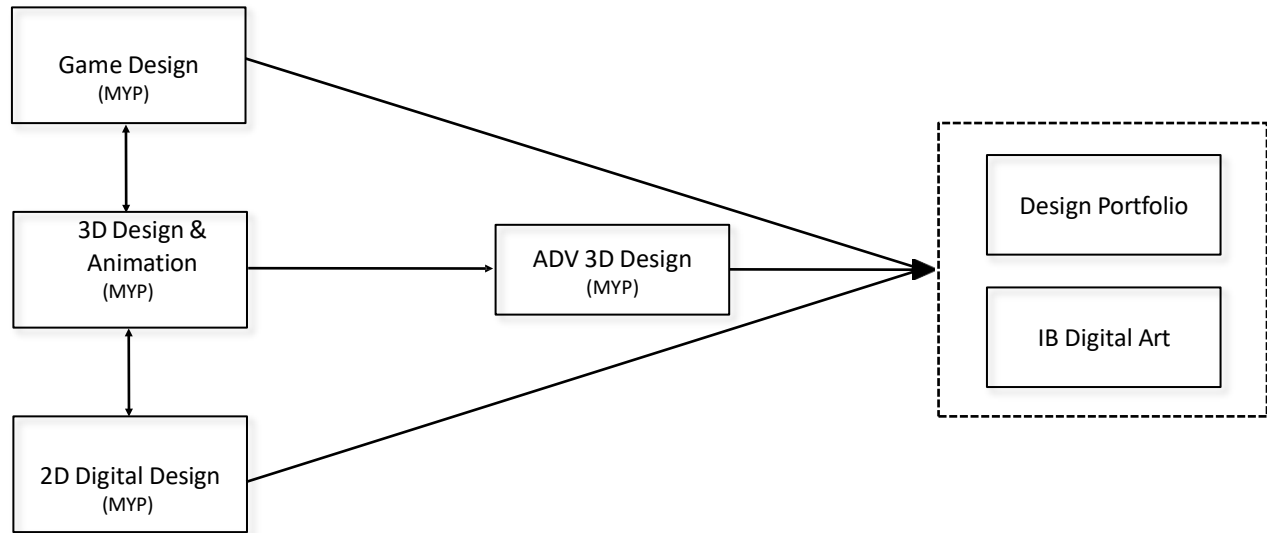 Game Design
(MYP)
3D Design &
Animation
(MYP)
2D Digital Design
(MYP)
ADV 3D Design
(MYP)
Design Portfolio
IB Digital Art